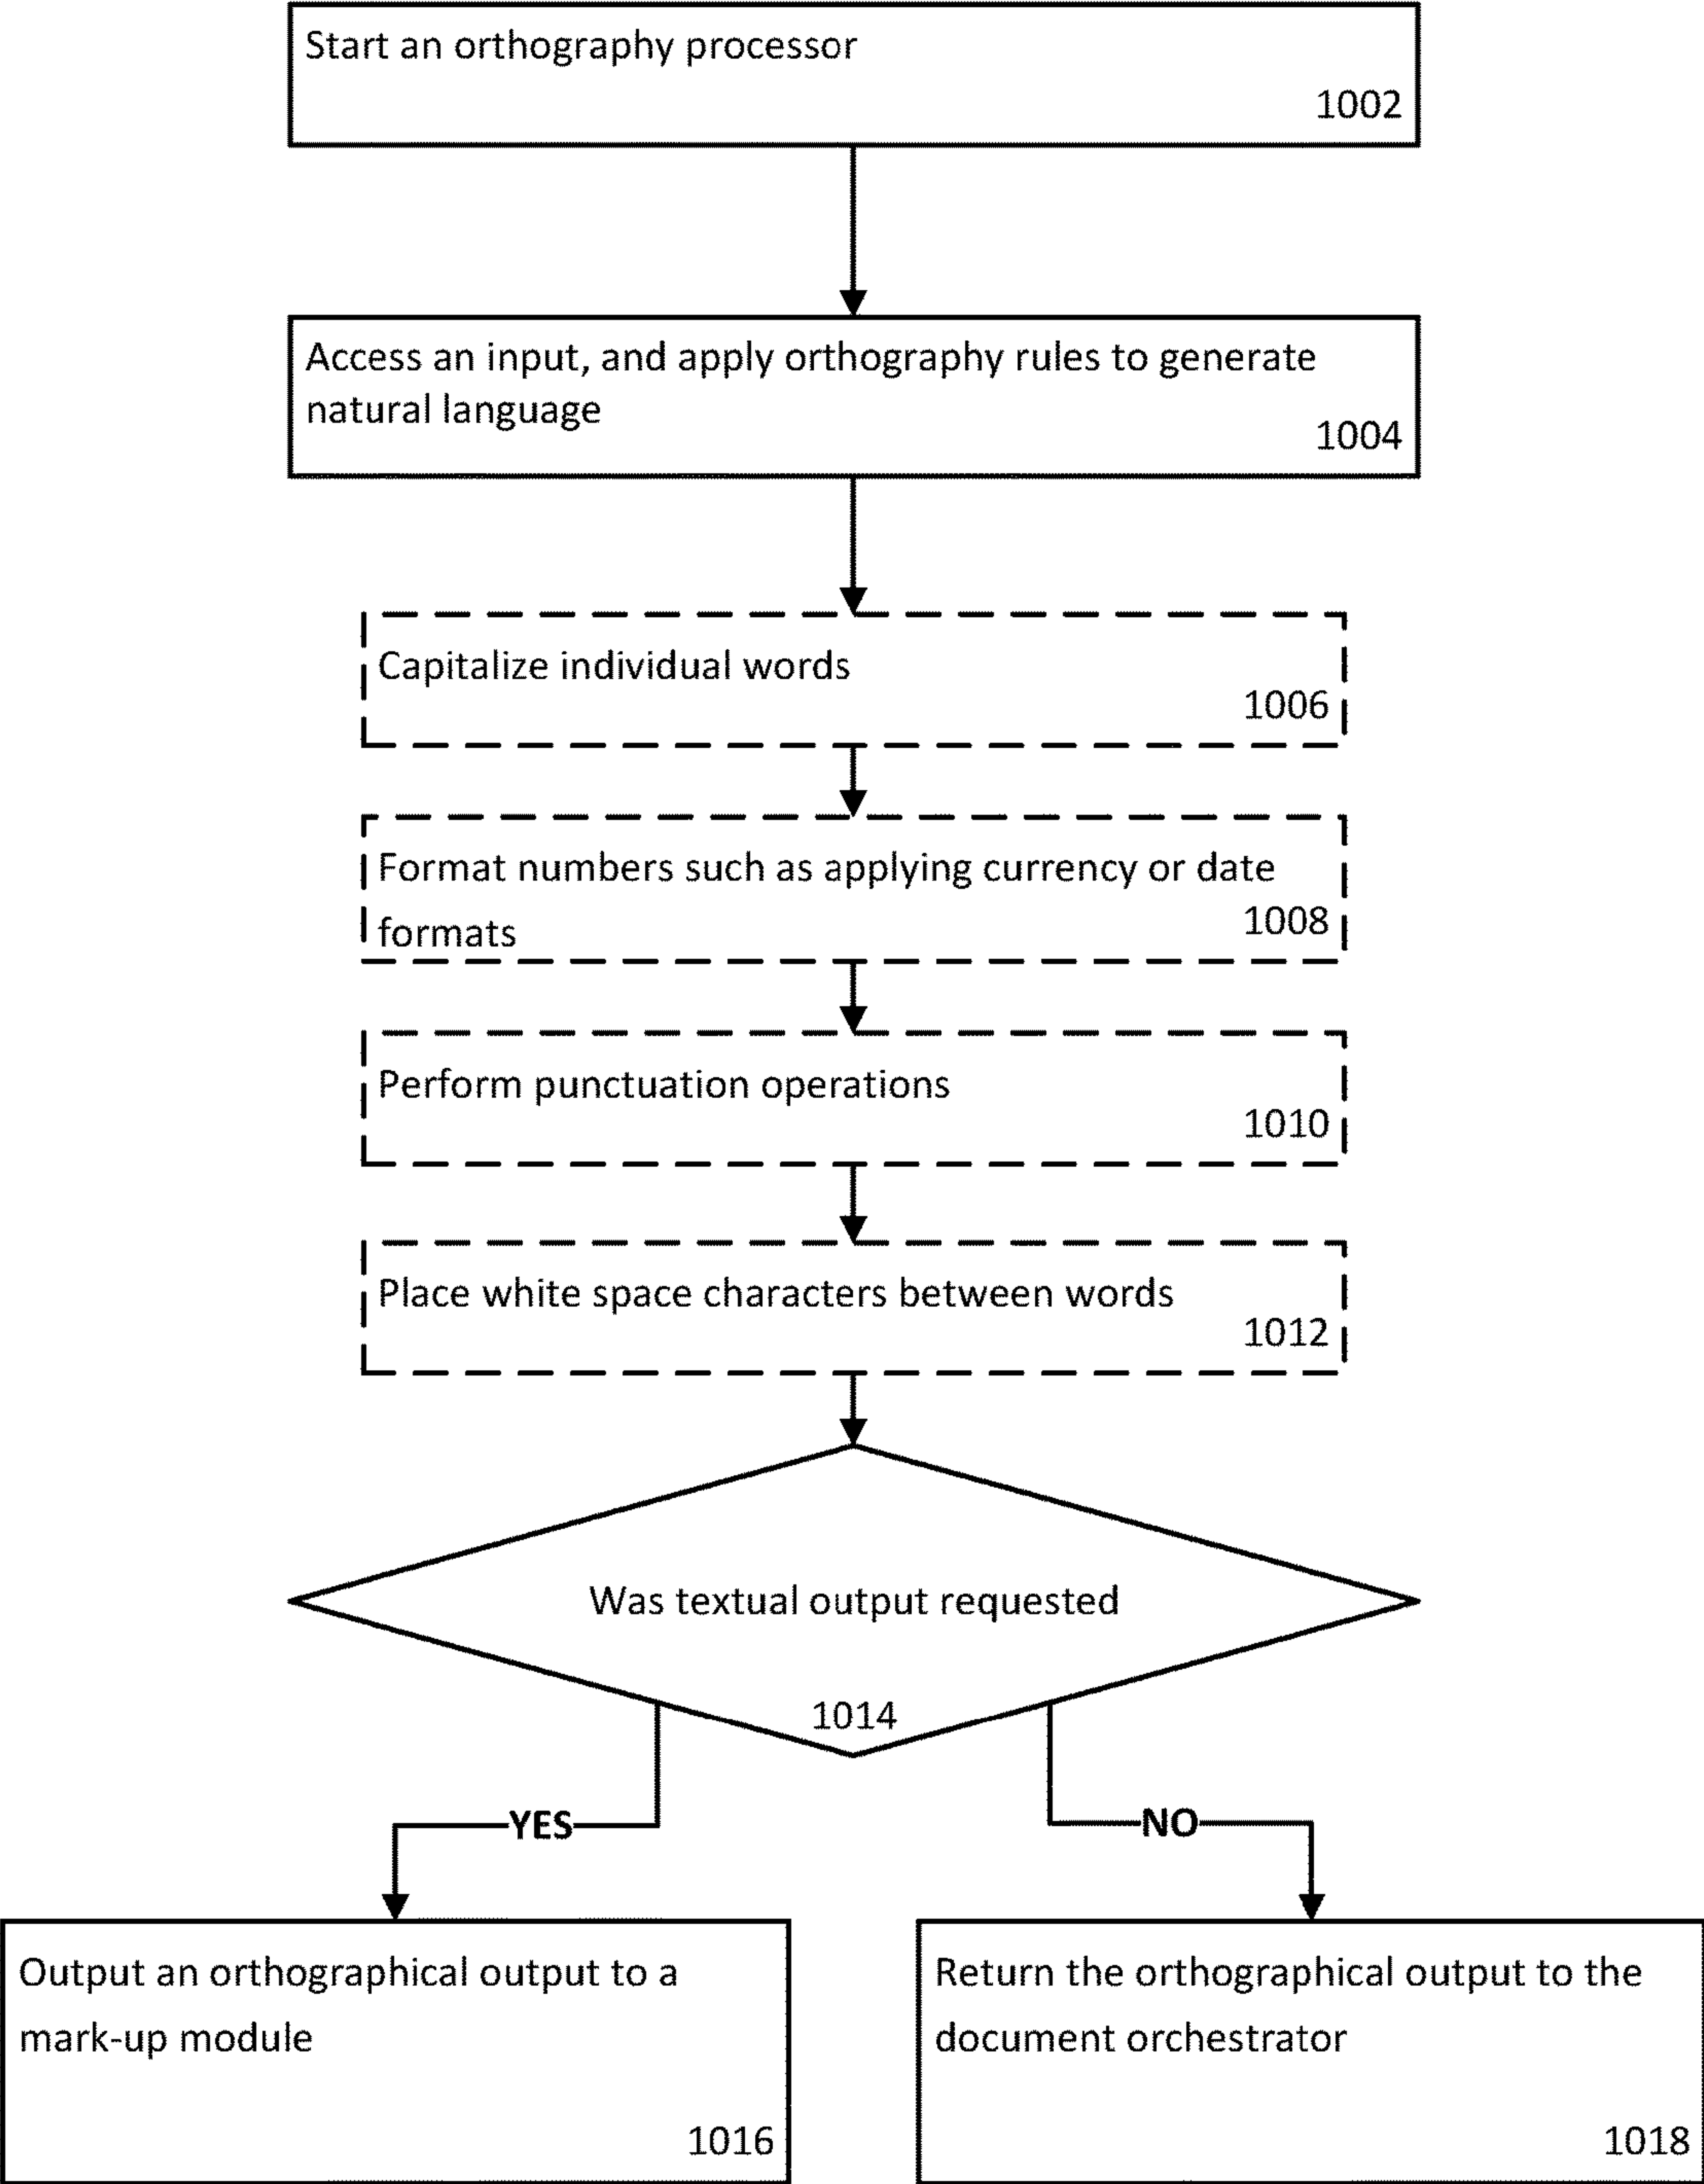 Start an orthography processor
1002
Access an input, and apply orthography rules to generate
natural language
1004
Capitalize individual words
1006
Format numbers such as applying currency or date
formats
1008
Perform punctuation operations
1010
Place white space characters between words
1012
Was textual output requested
1014
YES
NO
Output an orthographical output to a
mark-up module
1016
Return the orthographical output to the
document orchestrator
1018